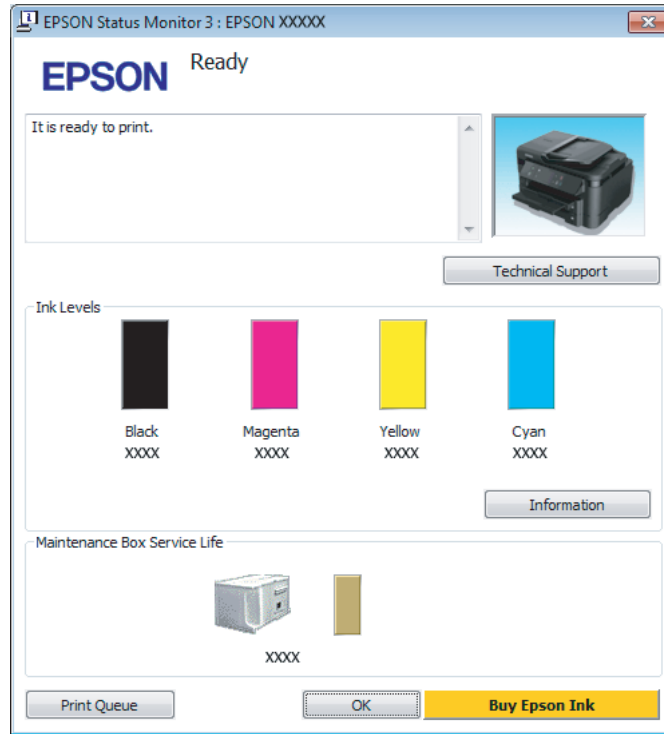 EPSON Status Monitor 3 : EPSON XXXXX
EPSON
Ready
It is ready to print.
Technical Support
Ink Levels
Black Magenta Yellow Cyan
XXXX XXXX XXXX XXXX
Information
Maintenance Box Service Life
XXXX
Print Queue OK Buy Epson Ink